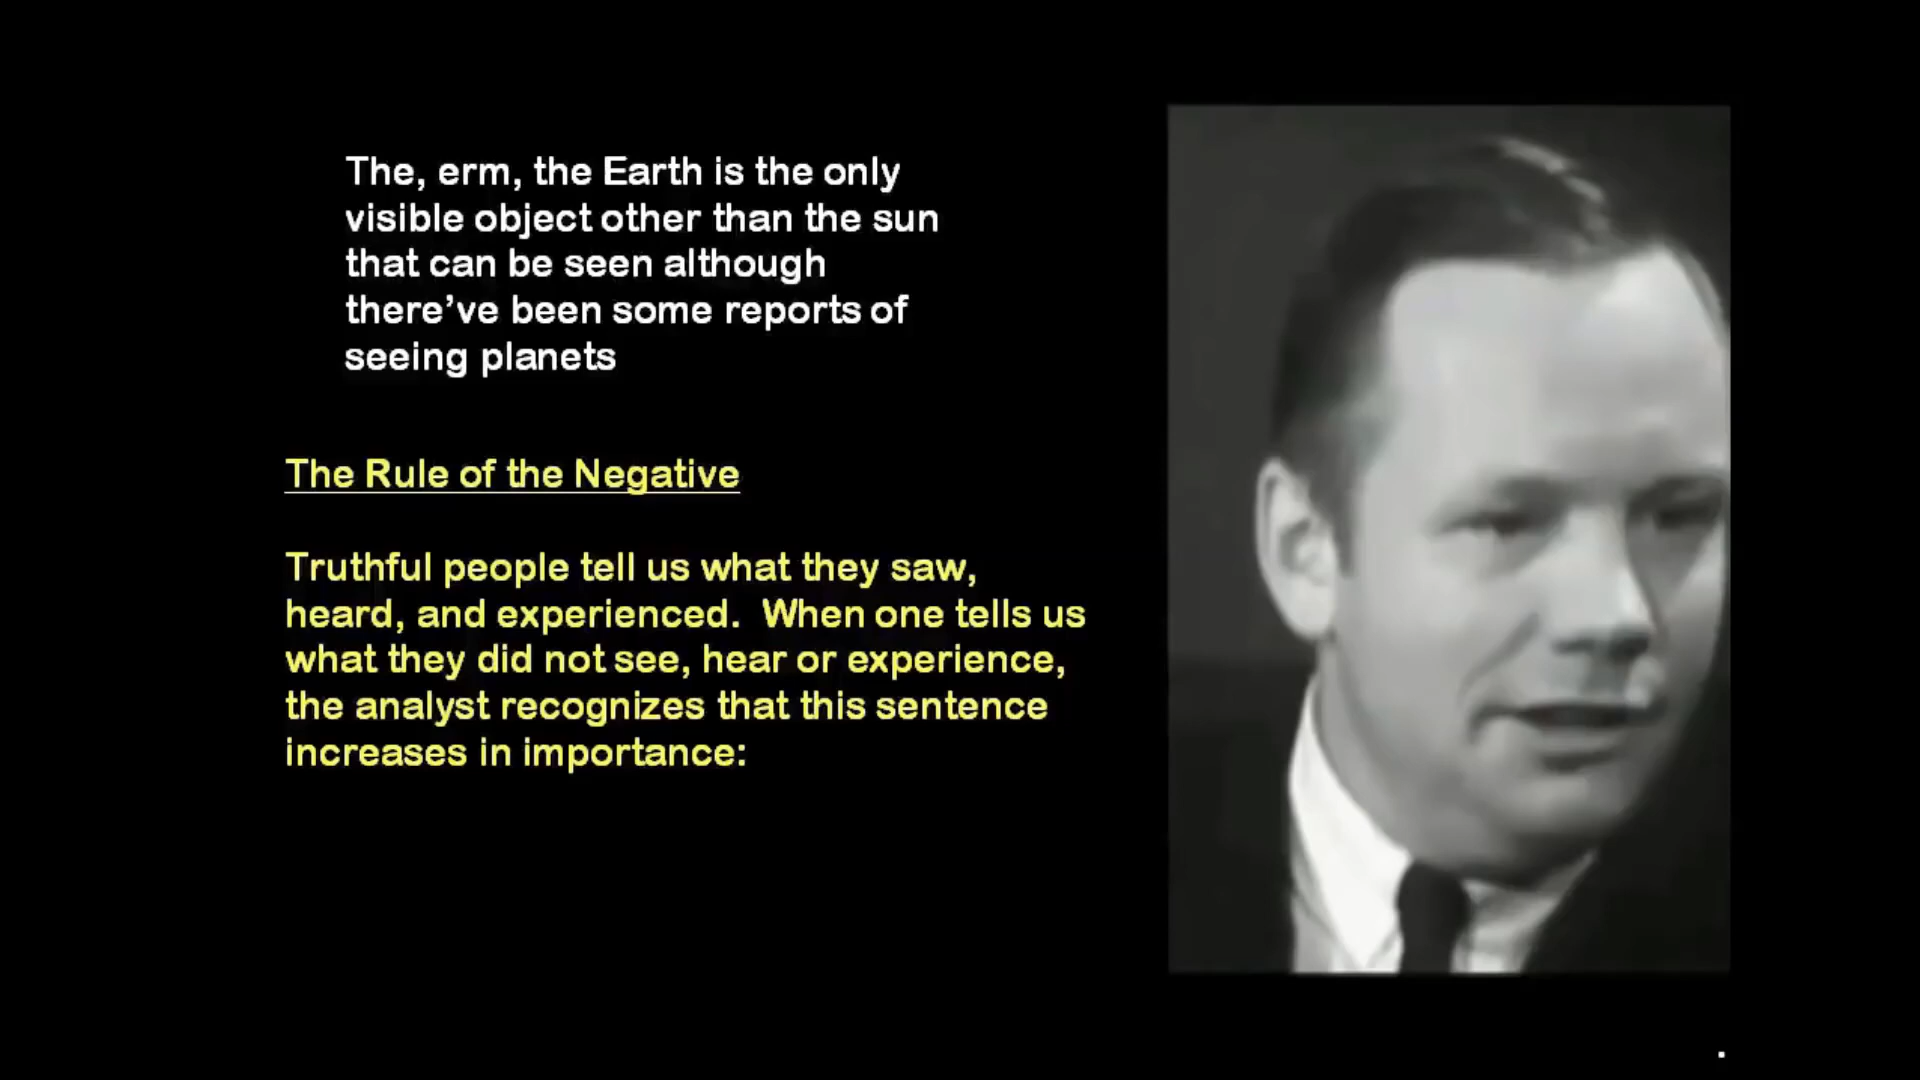 The, erm, the Earth is the only
visible object other than the sun
that can be seen although
there’ve been some reports of
seeing planets
The Rule of the Negative
Truthful people tell us what they saw,
heard, and experienced. When one tells us
what they did not see, hear or experience,
the analyst recognizes that this sentence
increases in importance:
.